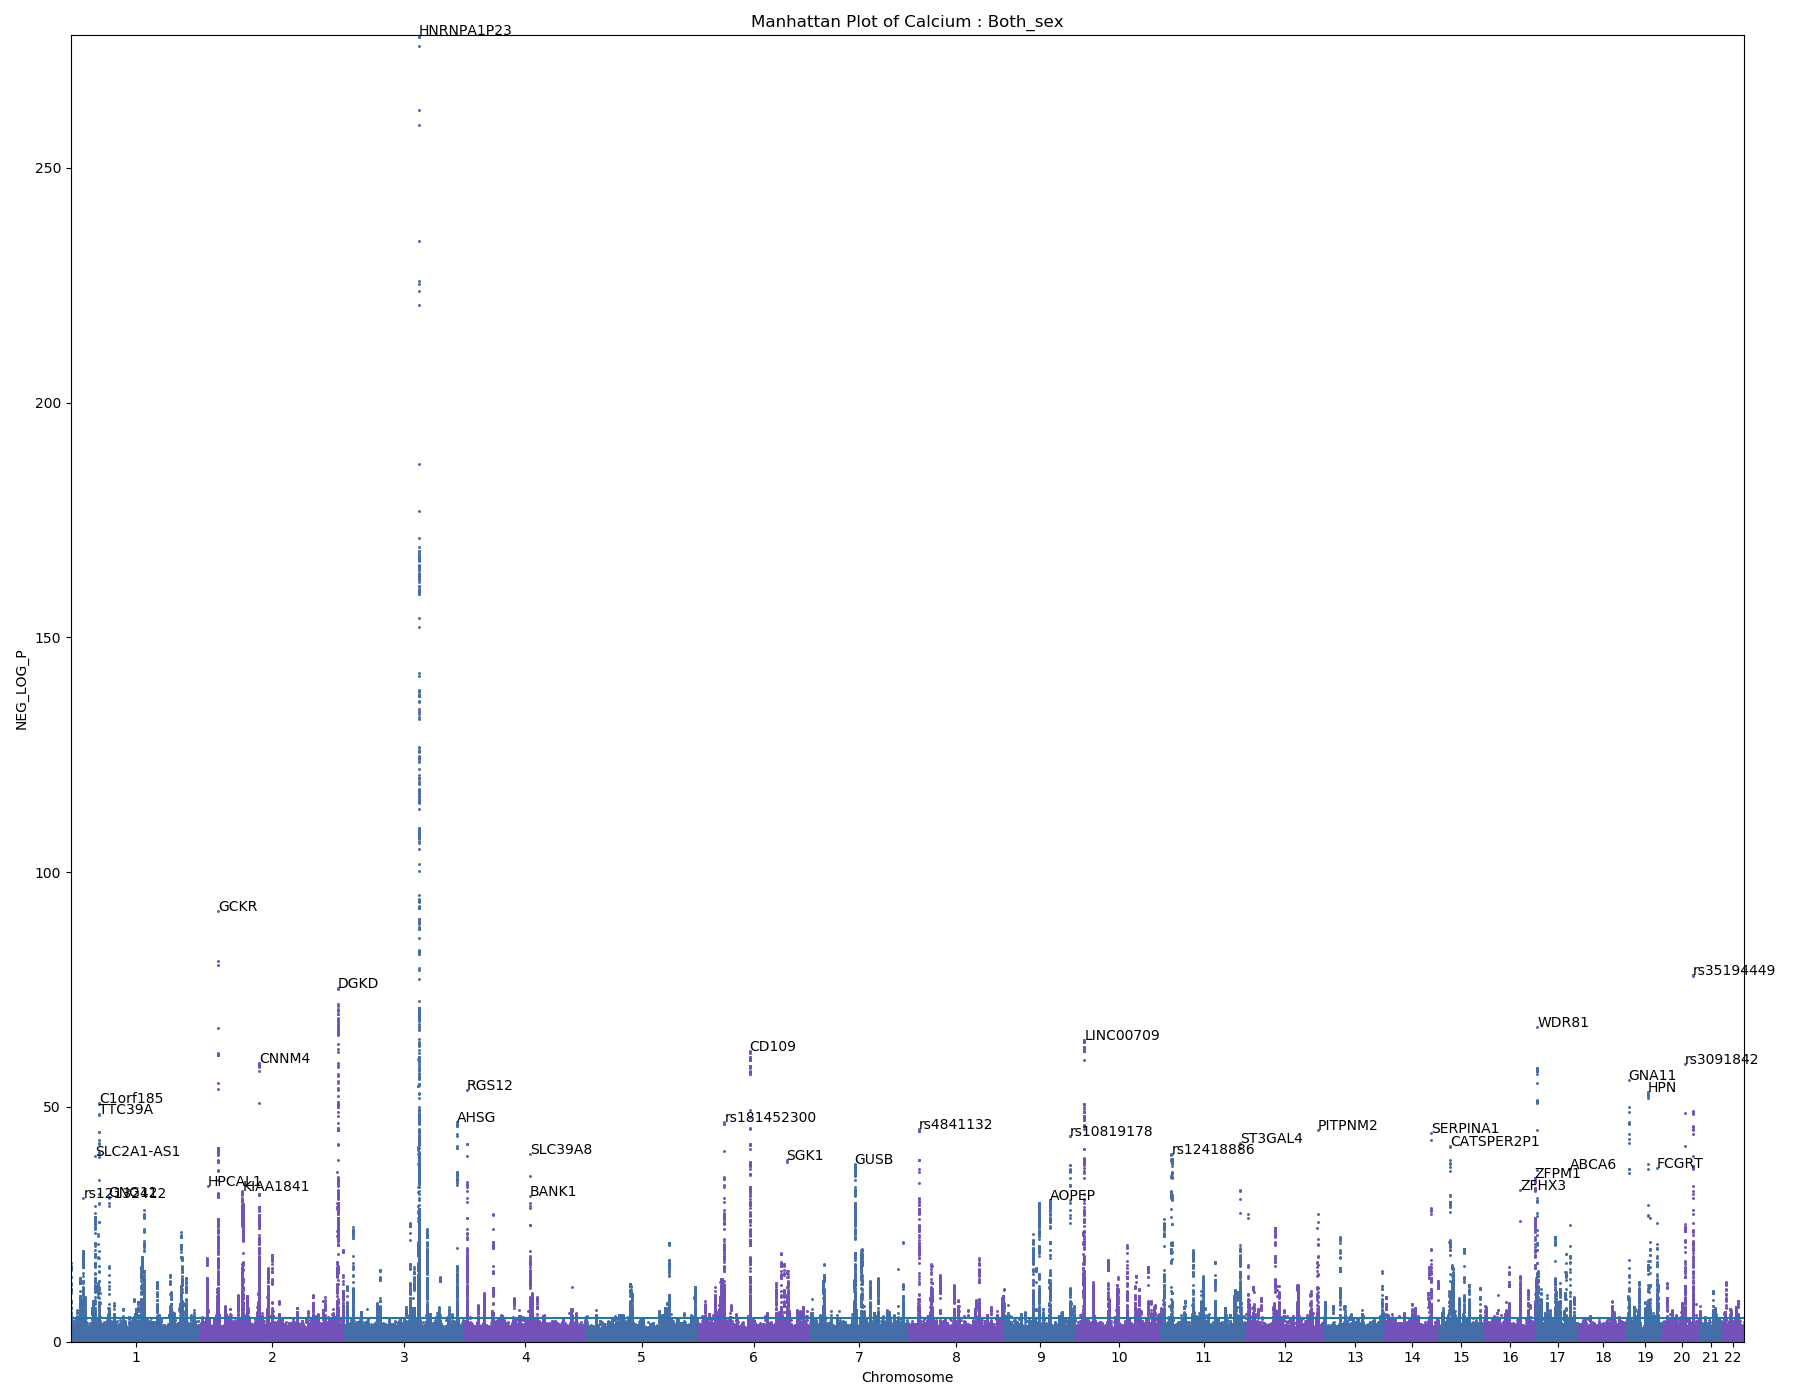 Manhattan Plot of Calcium : Both_sex
HNRNPA1P23
250
200
NEG_LOG_P
150
100
GCKR
rs35194449
DGKD
WDR81
LINC00709
CD109
CNNM4
rs3091842
GNA11
RGS12
HPN
C1orf185
TTC39A
50
AHSG
rs181452300
rs4841132
PITPNM2
SERPINA1
rs10819178
ST3GAL4
CATSPER2P1
SLC2A1-AS1
SLC39A8
rs12418886
SGK1
GUSB
FCGRT
ABCA6
ZFPM1
HPCAL1
KIAA1841
ZFHX3
BANK1
AOPEP
GNG12
0
1 2 3 4 5 6 7 8 9 10 11 12 13 14 15 16 17 18 19 20 21 22
Chromosome